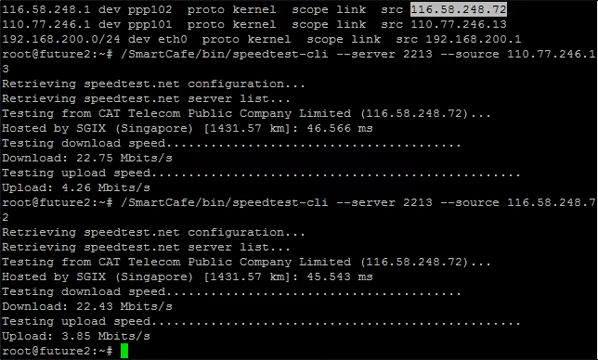 116.58.248.1 dev ppp102  proto kernel  scope link  src 116.58.248.72
110.77.246.1 dev ppp101  proto kernel  scope link  src 110.77.246.13
192.168.200.0/24 dev eth0  proto kernel  scope link  src 192.168.200.1
root@future2:~# /SmartCafe/bin/speedtest-cli --server 2213 --source 110.77.246.1
3
Retrieving speedtest.net configuration...
Retrieving speedtest.net server list...
Testing from CAT Telecom Public Company Limited (116.58.248.72)...
Hosted by SGIX (Singapore) [1431.57 km]: 46.566 ms
Testing download speed........................................
Download: 22.75 Mbits/s
Testing upload speed..................................................
Upload: 4.26 Mbits/s
root@future2:~# /SmartCafe/bin/speedtest-cli --server 2213 --source 116.58.248.7
2
Retrieving speedtest.net configuration...
Retrieving speedtest.net server list...
Testing from CAT Telecom Public Company Limited (116.58.248.72)...
Hosted by SGIX (Singapore) [1431.57 km]: 45.543 ms
Testing download speed........................................
Download: 22.43 Mbits/s
Testing upload speed..................................................
Upload: 3.85 Mbits/s
root@future2:~#